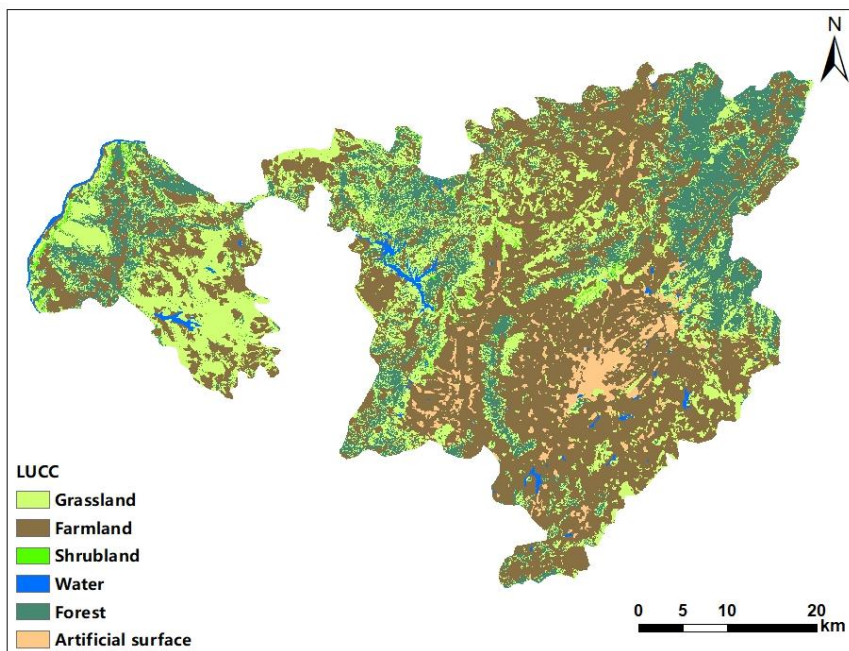 N
LUCC
Grassland
Farmland
Shrubland
Water
Forest
Artificial surface
0 5 10 20
km